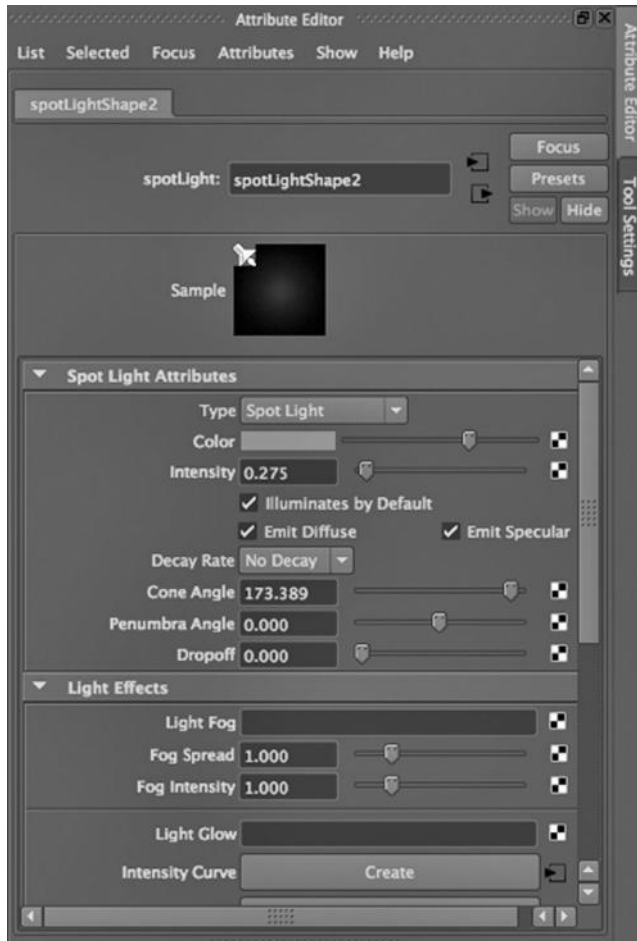 Attribute Editor
List Selected Focus Attributes Show Help
spotLightShape2
Focus
spotLight: spotLightShape2
Presets
Show Hide
Sample
Spot Light Attributes
Type Spot Light
Color
Intensity 0.275
Illuminates by Default
Emit Diffuse Emit Specular
Decay Rate No Decay
Cone Angle 173.389
Penumbra Angle 0.000
Dropoff 0.000
Light Effects
Light Fog
Fog Spread 1.000
Fog Intensity 1.000
Light Glow
Intensity Curve Create
Attribute Editor
Tool Settings